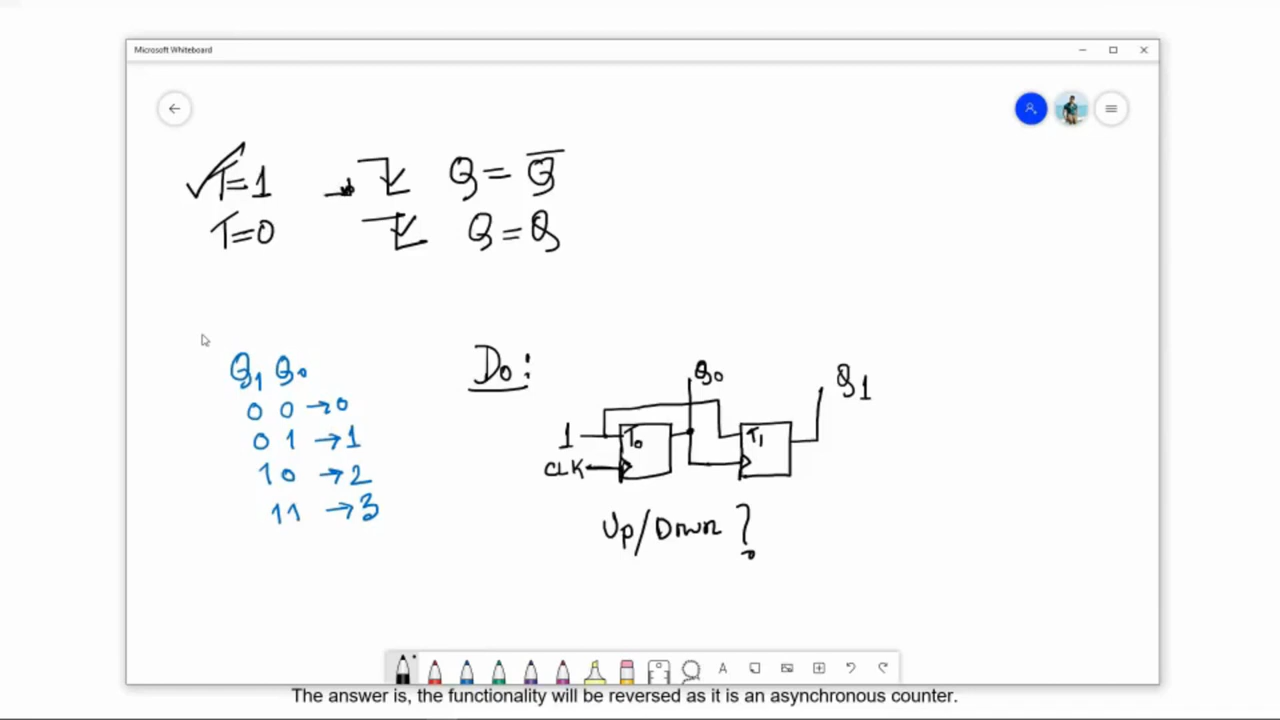 Microsoft Whiteboard
T=1 Q = Q̅
T=0 Q = Q
Q1 Q0
0 0 → 0
0 1 → 1
1 0 → 2
1 1 → 3
Do:
Q0
Q1
1 T0 T1
CLK
Up/Down ?
The answer is, the functionality will be reversed as it is an asynchronous counter.